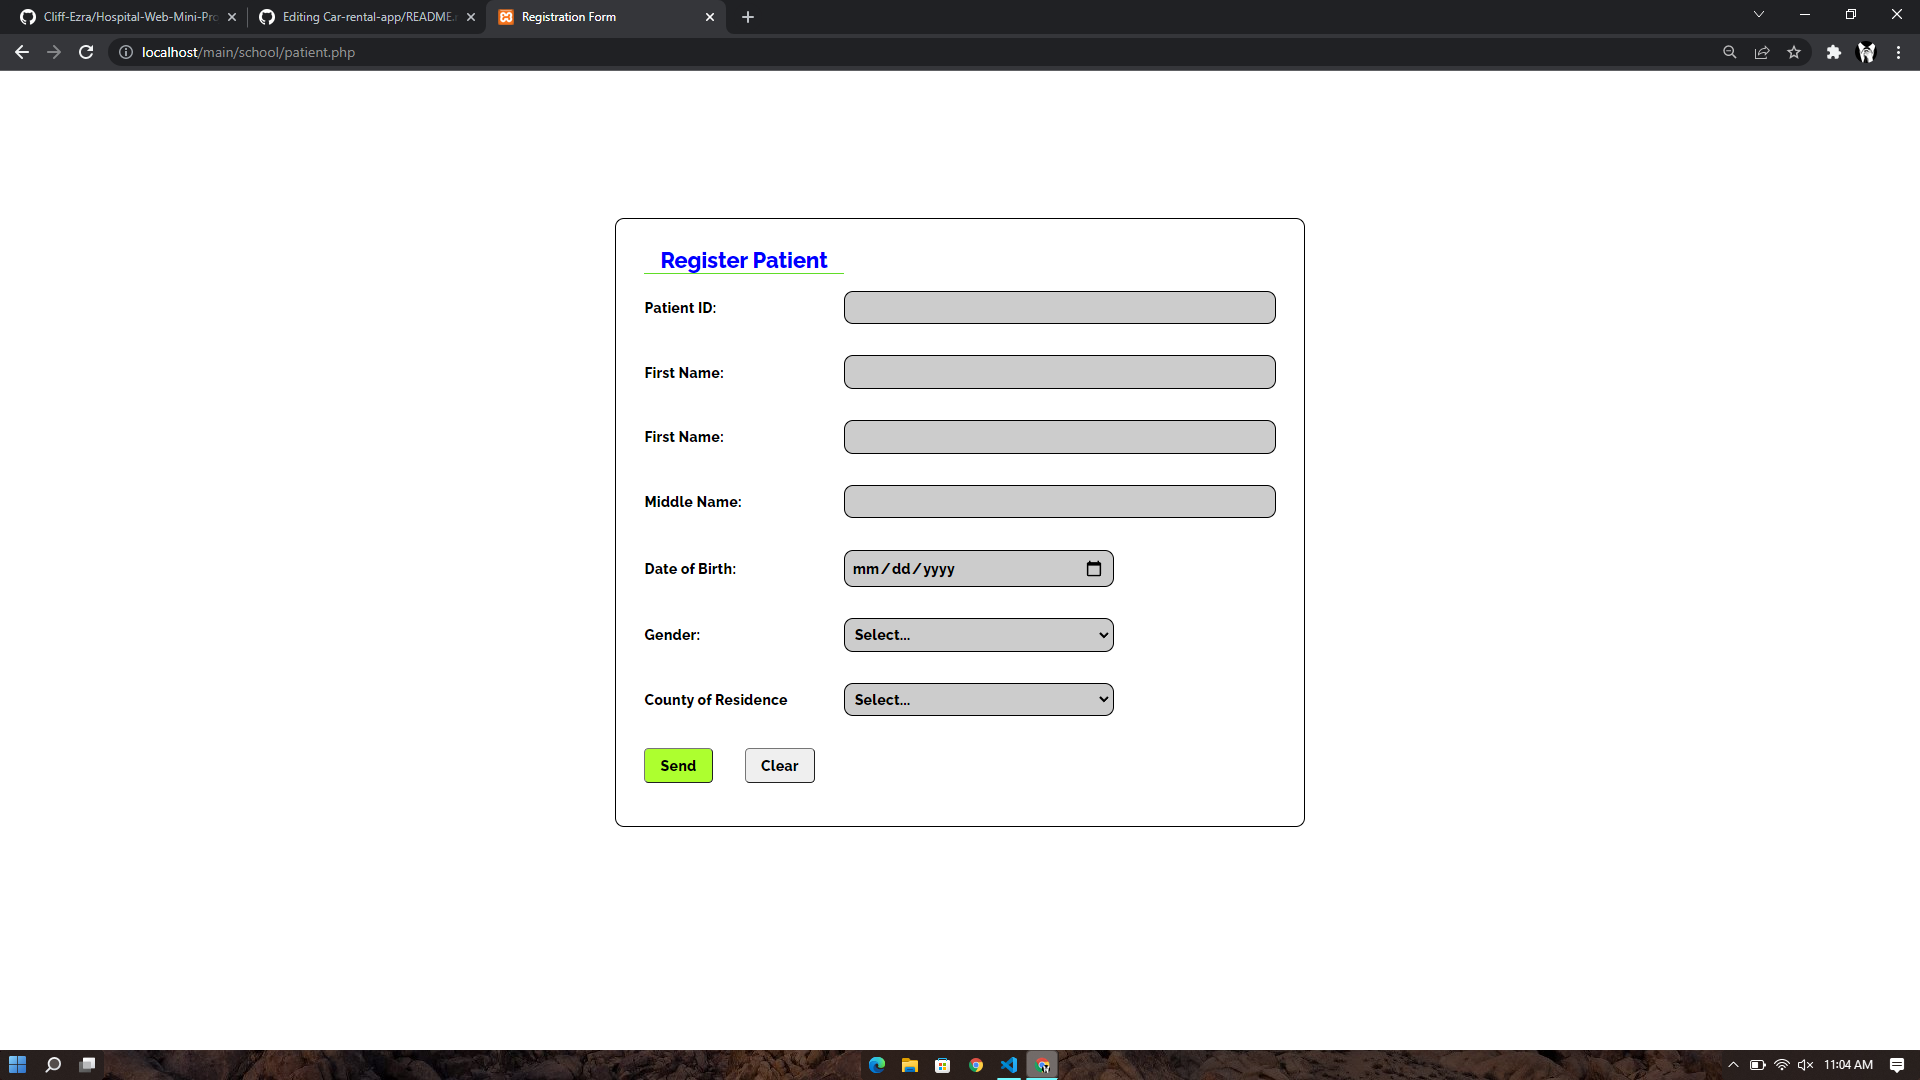 Cliff-Ezra/Hospital-Web-Mini-Pro
Editing Car-rental-app/README.
Registration Form
localhost/main/school/patient.php
Register Patient
Patient ID:
First Name:
First Name:
Middle Name:
Date of Birth: mm/dd/yyyy
Gender: Select...
County of Residence Select...
Send Clear
11:04 AM